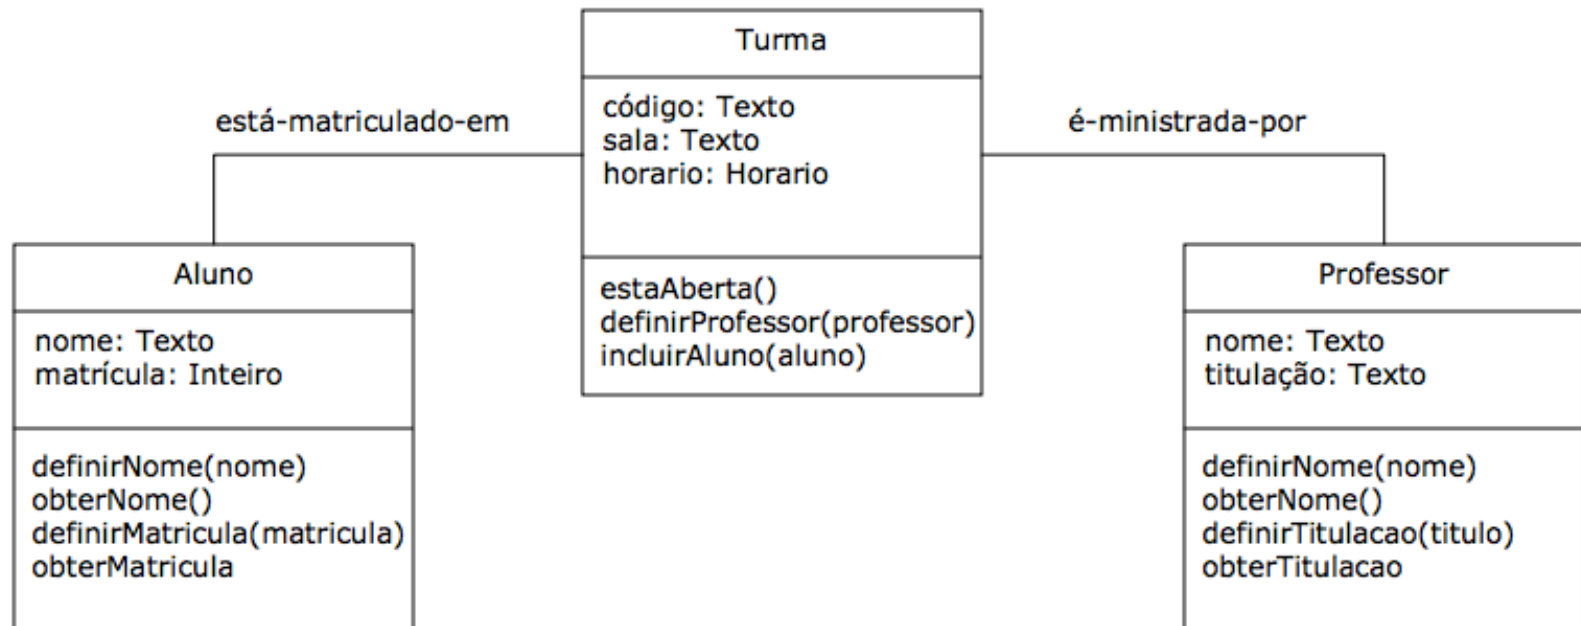 Turma
código: Texto
sala: Texto
horario: Horario
estaAberta()
definirProfessor(professor)
incluirAluno(aluno)
está-matriculado-em
é-ministrada-por
Aluno
nome: Texto
matrícula: Inteiro
definirNome(nome)
obterNome()
definirMatricula(matricula)
obterMatricula
Professor
nome: Texto
titulação: Texto
definirNome(nome)
obterNome()
definirTitulacao(titulo)
obterTitulacao